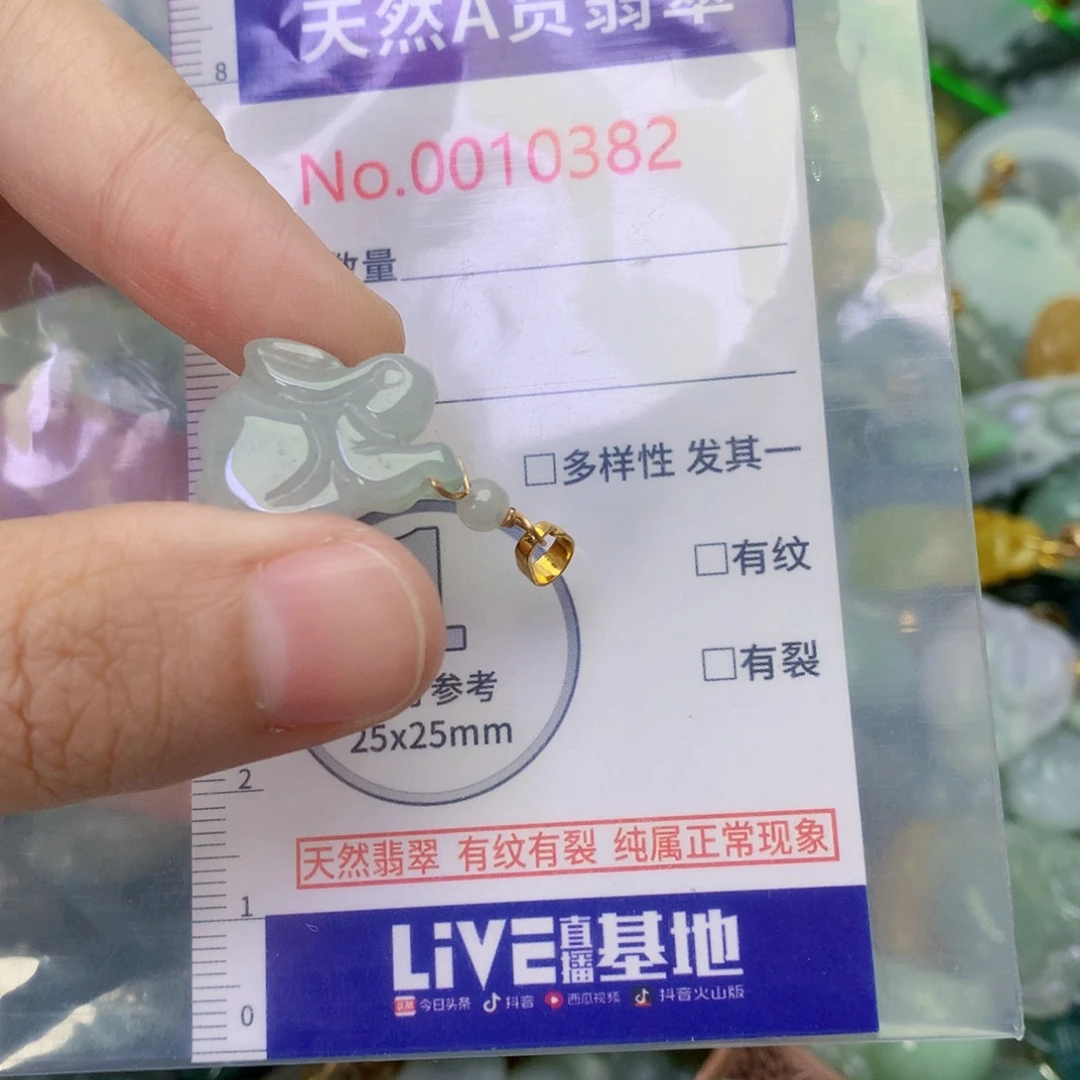 8
天然A货翡翠
No.0010382
数量
□多样性 发其一
□有纹
□有裂
1
参考
25x25mm
2
天然翡翠 有纹有裂 纯属正常现象
1
LiVE直播基地
今日头条 抖音 西瓜视频 抖音火山版
0